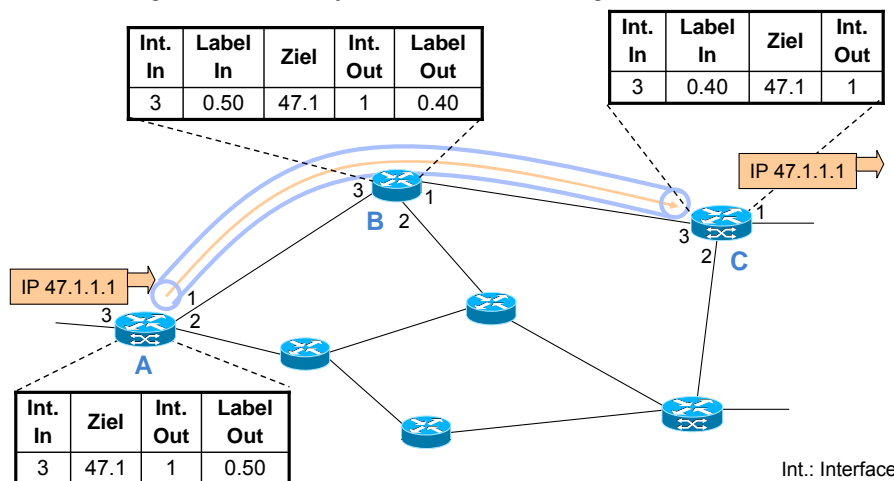 Int. In | Label In | Ziel | Int. Out | Label Out
3 | 0.50 | 47.1 | 1 | 0.40
Int. In | Label In | Ziel | Int. Out
3 | 0.40 | 47.1 | 1
IP 47.1.1.1
3
1
B
2
1
3
C
2
IP 47.1.1.1
1
3
2
A
Int. In | Ziel | Int. Out | Label Out
3 | 47.1 | 1 | 0.50
Int.: Interface